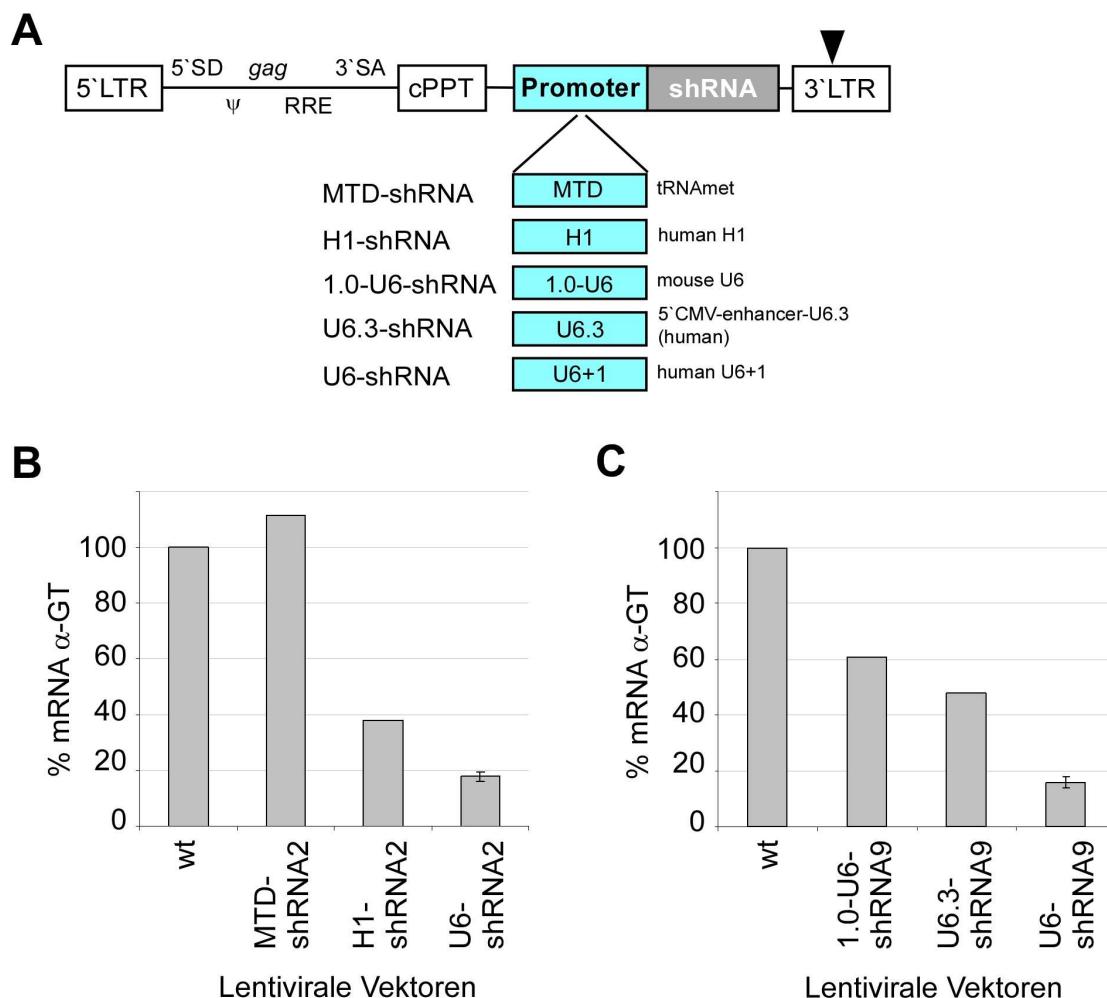 A
5`LTR
5`SD gag 3`SA
ψ RRE
cPPT
Promoter
shRNA
3`LTR
MTD-shRNA MTD tRNAmet
H1-shRNA H1 human H1
1.0-U6-shRNA 1.0-U6 mouse U6
U6.3-shRNA U6.3 5`CMV-enhancer-U6.3
(human)
U6-shRNA U6+1 human U6+1
B
% mRNA α-GT
100
80
60
40
20
0
wt
MTD-
shRNA2
H1-
shRNA2
U6-
shRNA2
Lentivirale Vektoren
C
% mRNA α-GT
100
80
60
40
20
0
wt
1.0-U6-
shRNA9
U6.3-
shRNA9
U6-
shRNA9
Lentivirale Vektoren